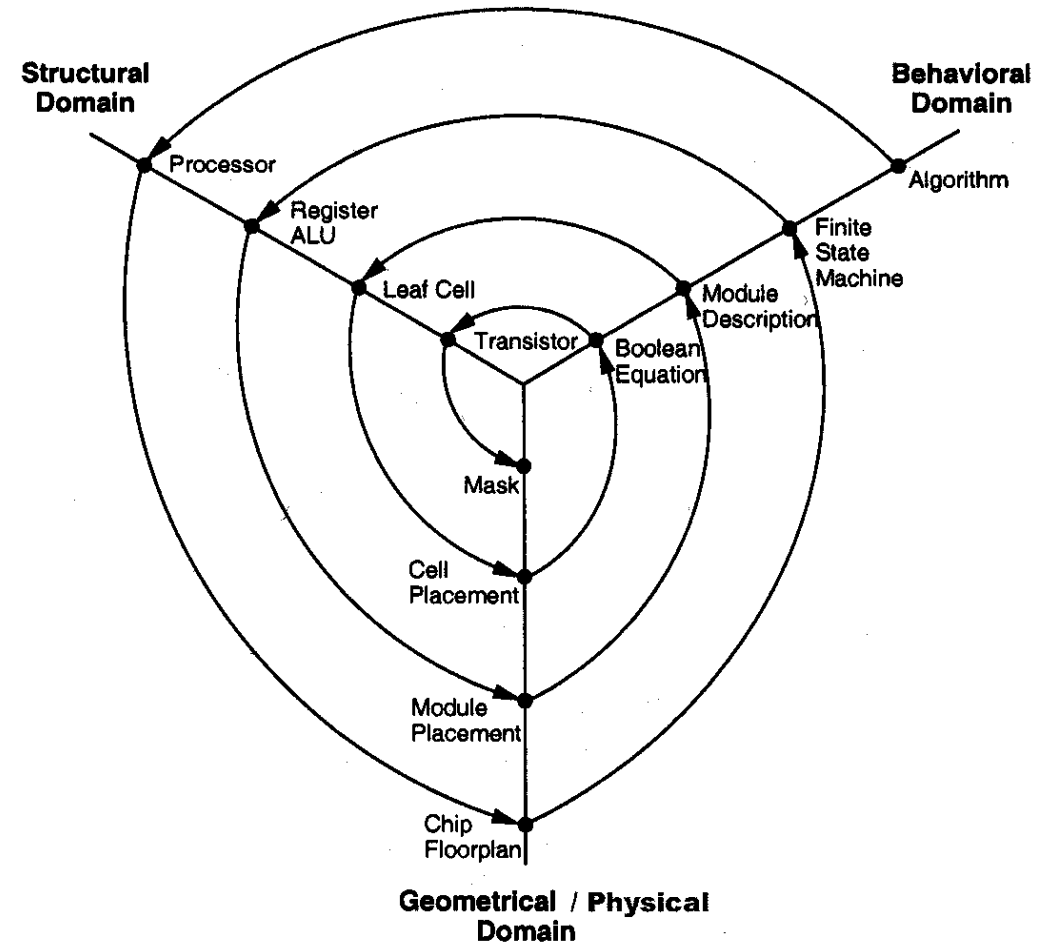 Structural
Domain
Behavioral
Domain
Processor
Algorithm
Register
ALU
Finite
State
Machine
Leaf Cell
Module
Description
Transistor
Boolean
Equation
Mask
Cell
Placement
Module
Placement
Chip
Floorplan
Geometrical / Physical
Domain